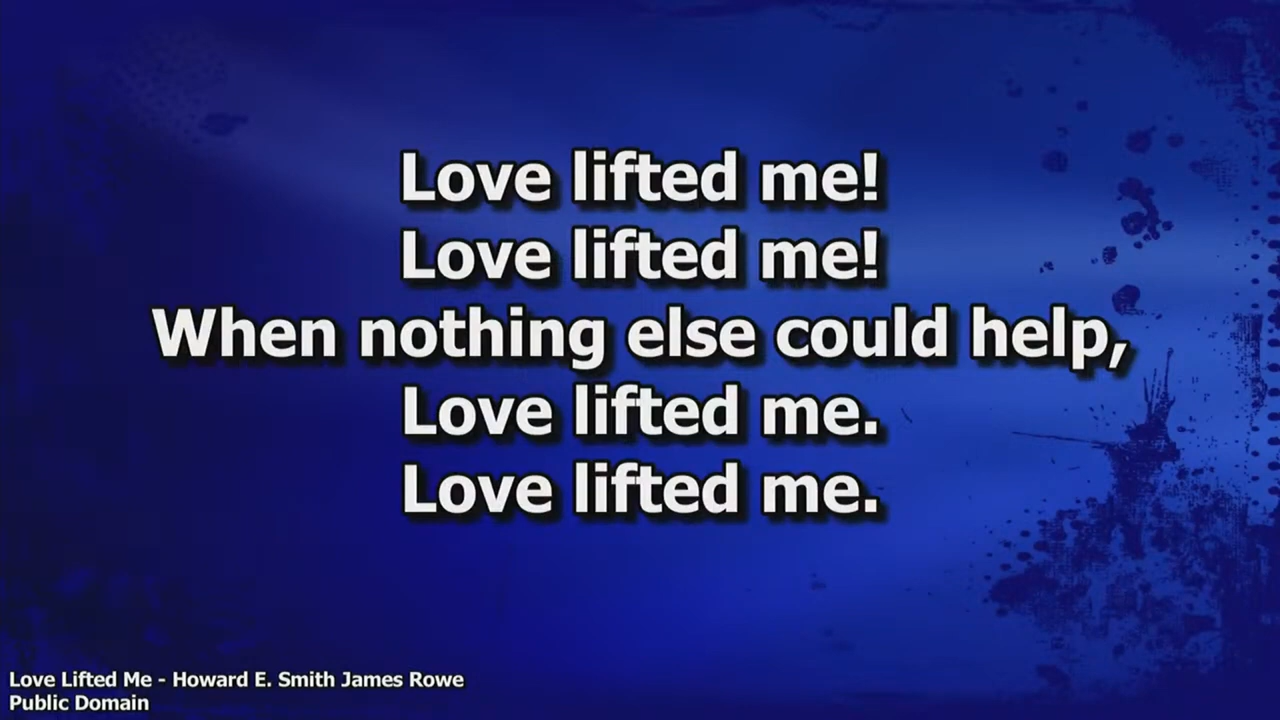 Love lifted me!
Love lifted me!
When nothing else could help,
Love lifted me.
Love lifted me.
Love Lifted Me - Howard E. Smith James Rowe
Public Domain